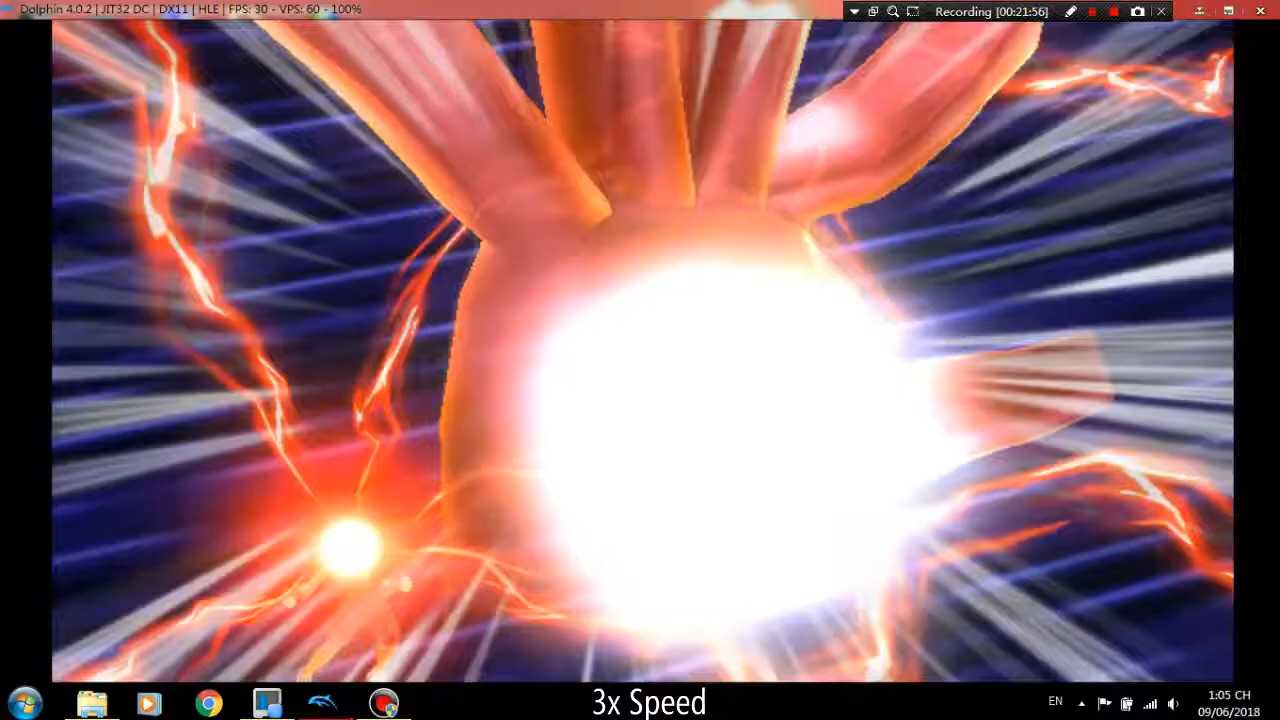 Dolphin 4.0.2 | JIT32 DC | DX11 | HLE | FPS: 30 - VPS: 60 - 100%
Recording [00:21:56]
3x Speed
EN
1:05 CH
09/06/2018